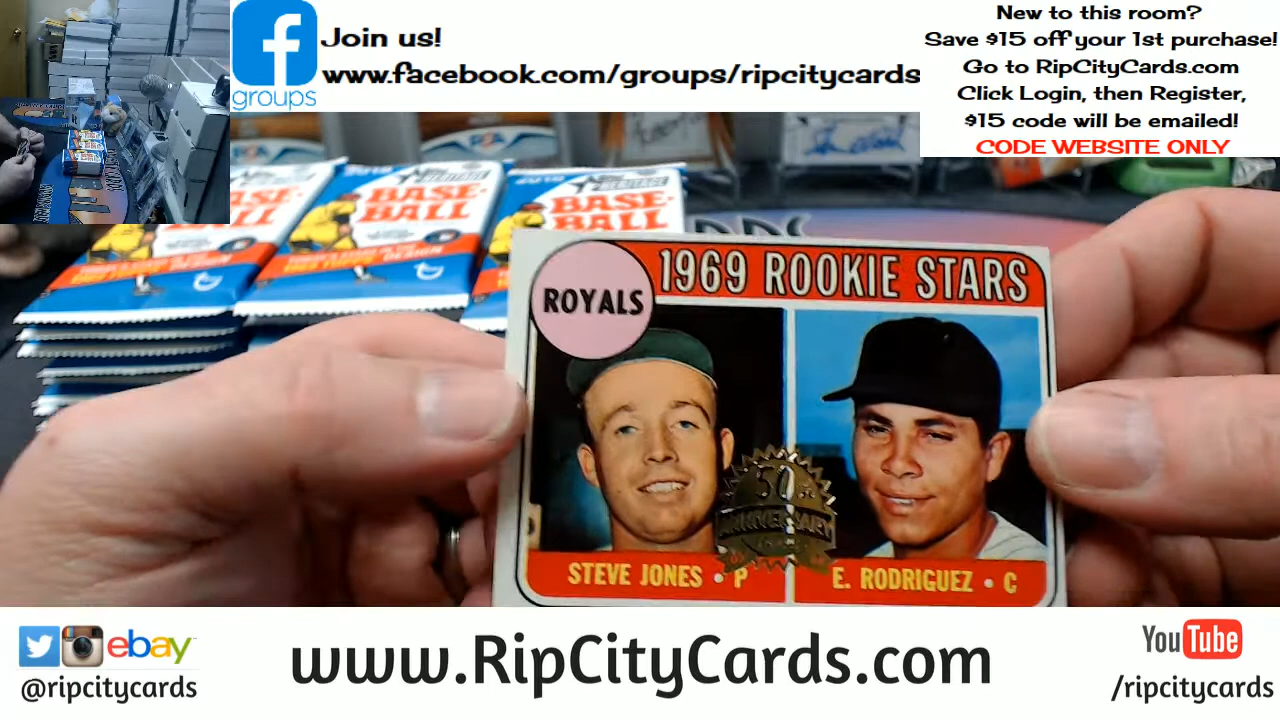 Join us!
www.facebook.com/groups/ripcitycards
groups
New to this room?
Save $15 off your 1st purchase!
Go to RipCityCards.com
Click Login, then Register,
$15 code will be emailed!
CODE WEBSITE ONLY
BASE-
BALL
BASE-
BALL
HERITAGE
1969 ROOKIE STARS
ROYALS
50
ANNIVERSARY
STEVE JONES • P
E. RODRIGUEZ • C
ebay
@ripcitycards
www.RipCityCards.com
YouTube
/ripcitycards